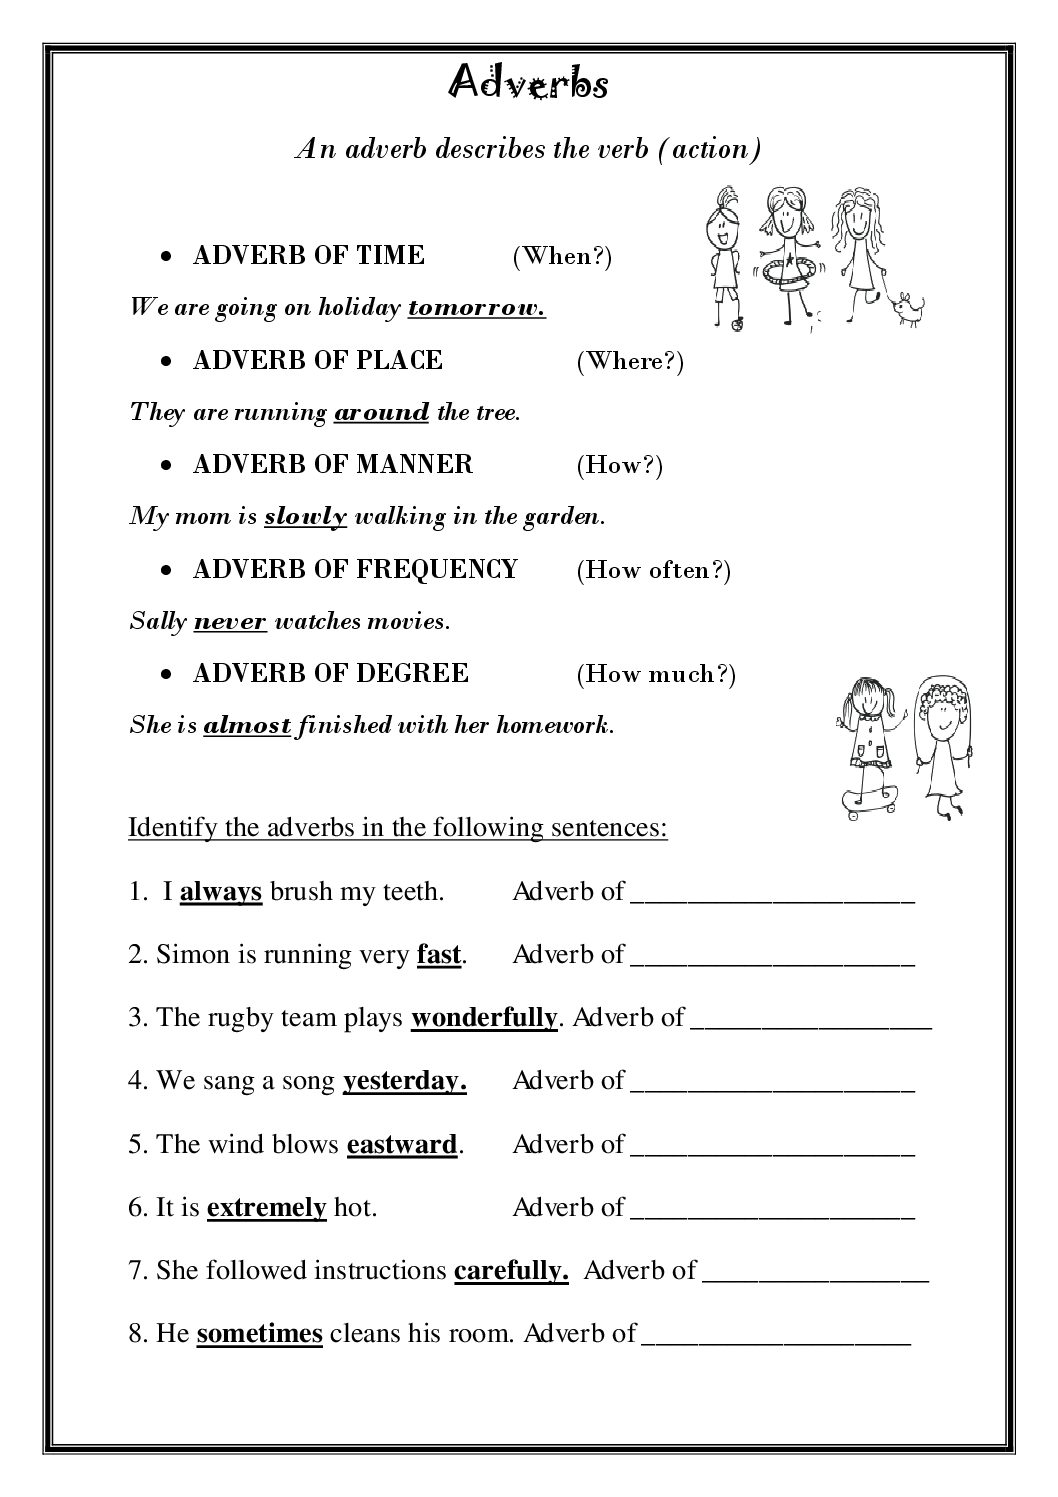 Adverbs
An adverb describes the verb (action)
• ADVERB OF TIME (When?)
We are going on holiday tomorrow.
• ADVERB OF PLACE (Where?)
They are running around the tree.
• ADVERB OF MANNER (How?)
My mom is slowly walking in the garden.
• ADVERB OF FREQUENCY (How often?)
Sally never watches movies.
• ADVERB OF DEGREE (How much?)
She is almost finished with her homework.
Identify the adverbs in the following sentences:
1. I always brush my teeth. Adverb of ____________________
2. Simon is running very fast. Adverb of ____________________
3. The rugby team plays wonderfully. Adverb of _________________
4. We sang a song yesterday. Adverb of ____________________
5. The wind blows eastward. Adverb of ____________________
6. It is extremely hot. Adverb of ____________________
7. She followed instructions carefully. Adverb of ________________
8. He sometimes cleans his room. Adverb of ___________________